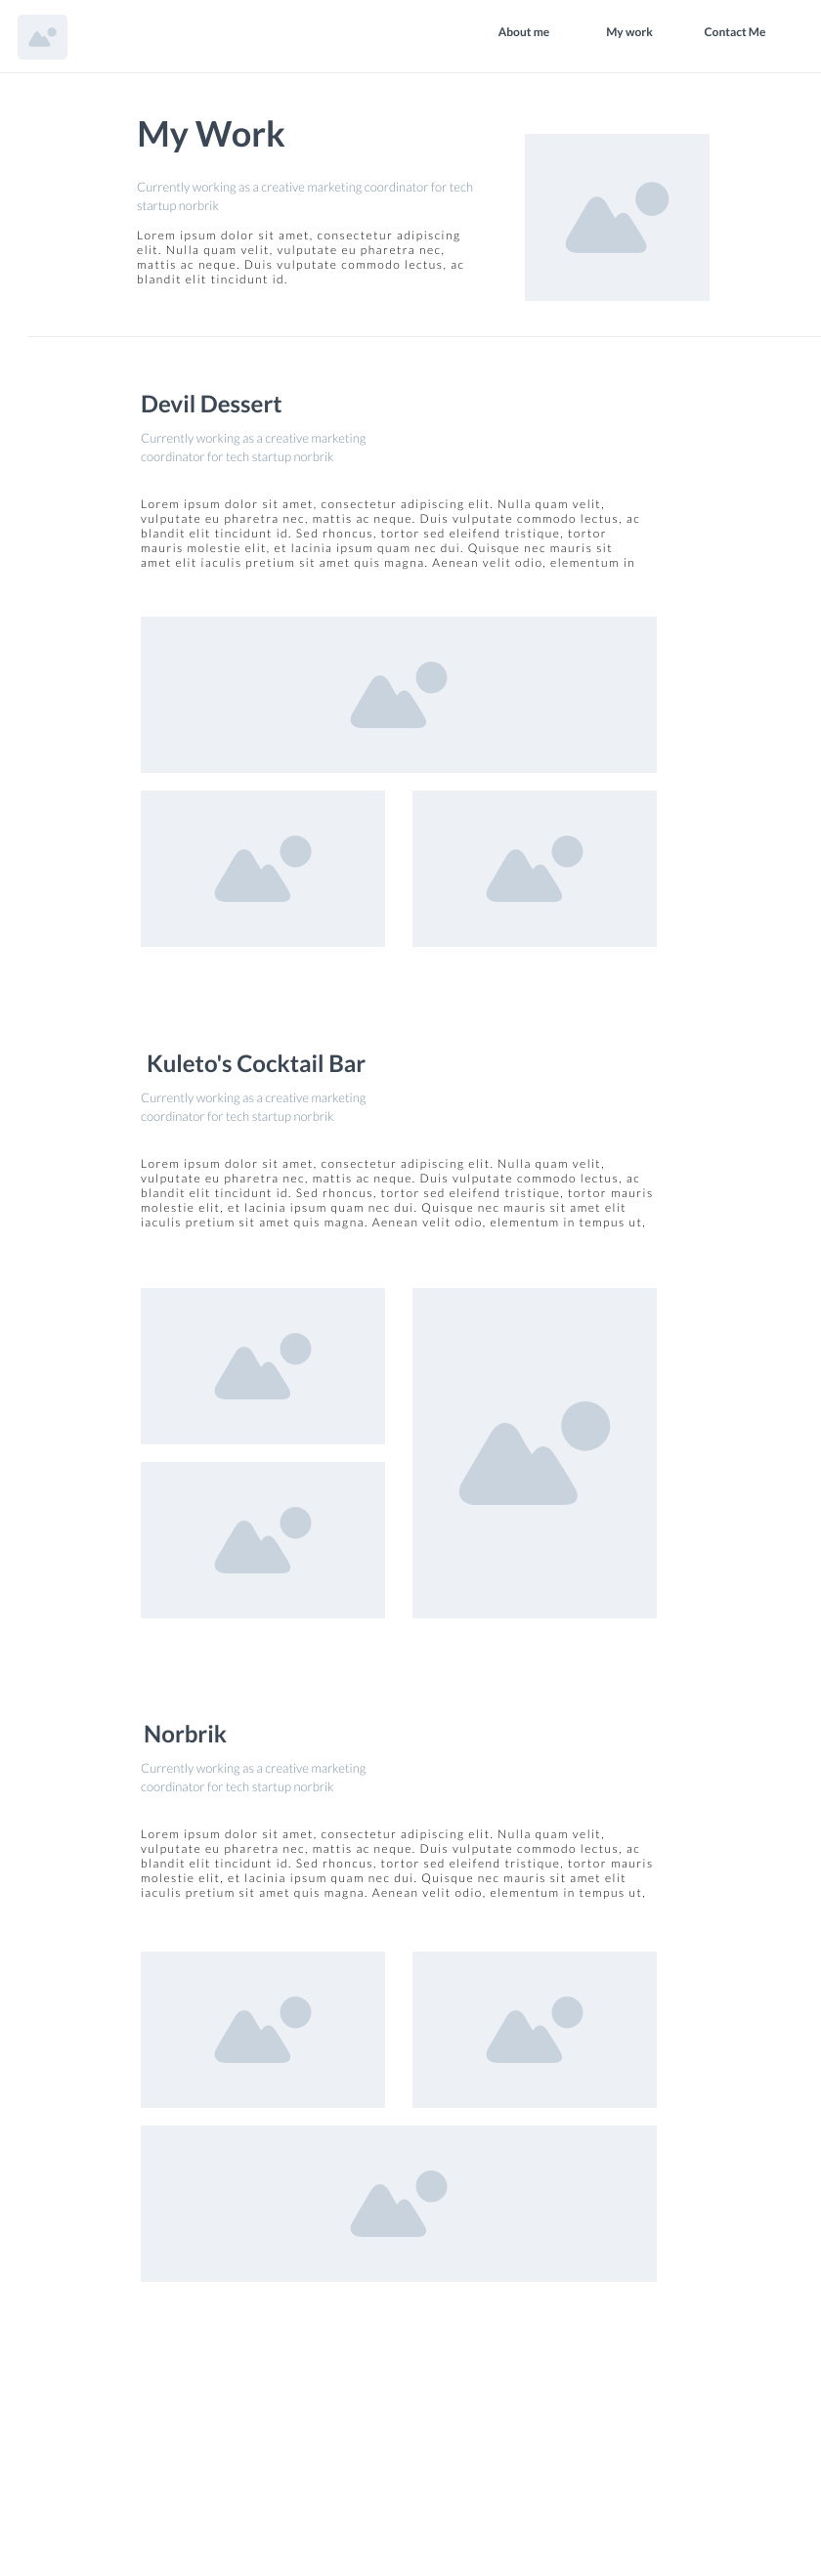 About me
My work
Contact Me
My Work
Currently working as a creative marketing coordinator for tech
startup norbrik
Lorem ipsum dolor sit amet, consectetur adipiscing
elit. Nulla quam velit, vulputate eu pharetra nec,
mattis ac neque. Duis vulputate commodo lectus, ac
blandit elit tincidunt id.
Devil Dessert
Currently working as a creative marketing
coordinator for tech startup norbrik
Lorem ipsum dolor sit amet, consectetur adipiscing elit. Nulla quam velit,
vulputate eu pharetra nec, mattis ac neque. Duis vulputate commodo lectus, ac
blandit elit tincidunt id. Sed rhoncus, tortor sed eleifend tristique, tortor
mauris molestie elit, et lacinia ipsum quam nec dui. Quisque nec mauris sit
amet elit iaculis pretium sit amet quis magna. Aenean velit odio, elementum in
Kuleto's Cocktail Bar
Currently working as a creative marketing
coordinator for tech startup norbrik
Lorem ipsum dolor sit amet, consectetur adipiscing elit. Nulla quam velit,
vulputate eu pharetra nec, mattis ac neque. Duis vulputate commodo lectus, ac
blandit elit tincidunt id. Sed rhoncus, tortor sed eleifend tristique, tortor mauris
molestie elit, et lacinia ipsum quam nec dui. Quisque nec mauris sit amet elit
iaculis pretium sit amet quis magna. Aenean velit odio, elementum in tempus ut,
Norbrik
Currently working as a creative marketing
coordinator for tech startup norbrik
Lorem ipsum dolor sit amet, consectetur adipiscing elit. Nulla quam velit,
vulputate eu pharetra nec, mattis ac neque. Duis vulputate commodo lectus, ac
blandit elit tincidunt id. Sed rhoncus, tortor sed eleifend tristique, tortor mauris
molestie elit, et lacinia ipsum quam nec dui. Quisque nec mauris sit amet elit
iaculis pretium sit amet quis magna. Aenean velit odio, elementum in tempus ut,